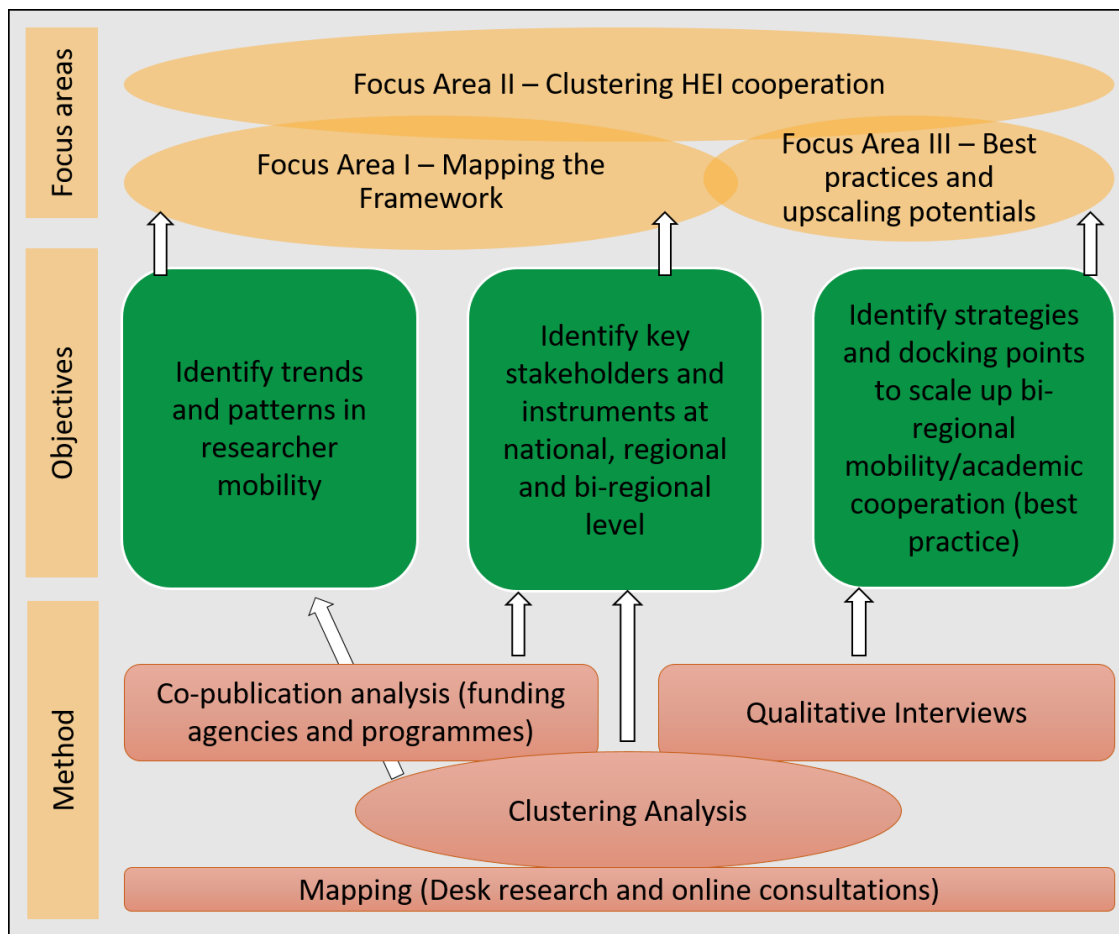 Focus areas
Focus Area II – Clustering HEI cooperation
Focus Area I – Mapping the
Framework
Focus Area III – Best
practices and
upscaling potentials
Objectives
Identify trends
and patterns in
researcher
mobility
Identify key
stakeholders and
instruments at
national, regional
and bi-regional
level
Identify strategies
and docking points
to scale up bi-
regional
mobility/academic
cooperation (best
practice)
Method
Co-publication analysis (funding
agencies and programmes)
Qualitative Interviews
Clustering Analysis
Mapping (Desk research and online consultations)